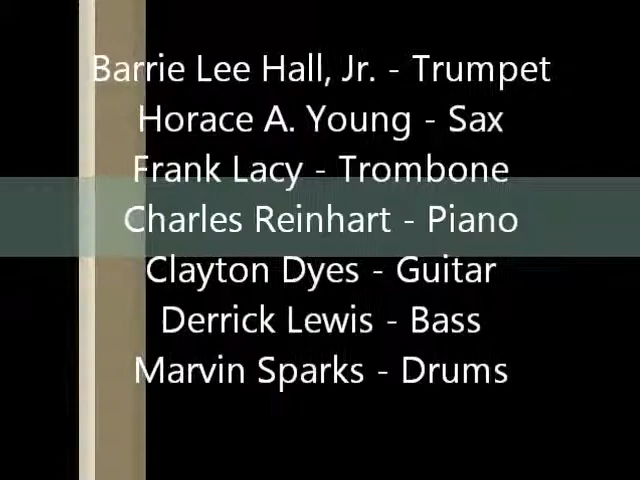 Barrie Lee Hall, Jr. - Trumpet
Horace A. Young - Sax
Frank Lacy - Trombone
Charles Reinhart - Piano
Clayton Dyes - Guitar
Derrick Lewis - Bass
Marvin Sparks - Drums